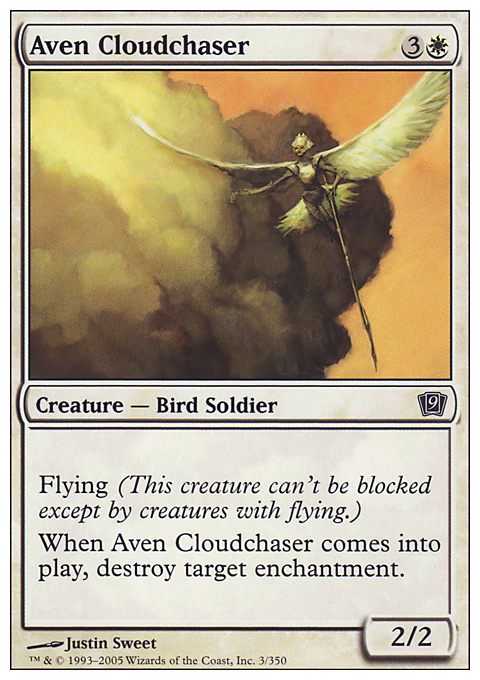 Aven Cloudchaser 3
Creature — Bird Soldier 9
Flying (This creature can't be blocked
except by creatures with flying.)
When Aven Cloudchaser comes into
play, destroy target enchantment.
2/2
Justin Sweet
™ & © 1993–2005 Wizards of the Coast, Inc. 3/350